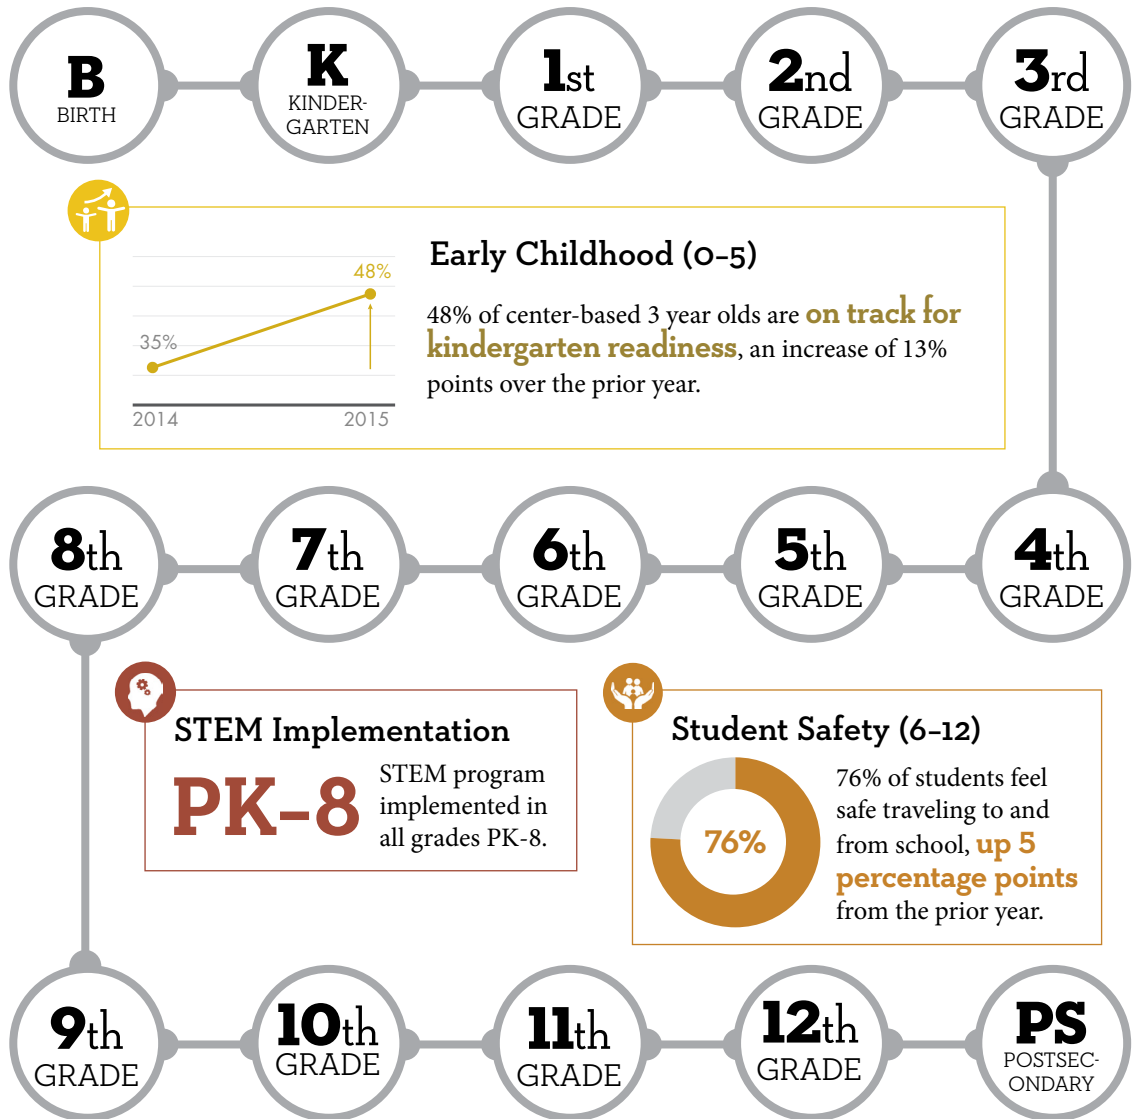 B
BIRTH
K
KINDER-
GARTEN
1st
GRADE
2nd
GRADE
3rd
GRADE
48%
35%
2014
2015
Early Childhood (0–5)
48% of center-based 3 year olds are on track for
kindergarten readiness, an increase of 13%
points over the prior year.
8th
GRADE
7th
GRADE
6th
GRADE
5th
GRADE
4th
GRADE
STEM Implementation
PK–8
STEM program
implemented in
all grades PK-8.
Student Safety (6–12)
76%
76% of students feel
safe traveling to and
from school, up 5
percentage points
from the prior year.
9th
GRADE
10th
GRADE
11th
GRADE
12th
GRADE
PS
POSTSEC-
ONDARY